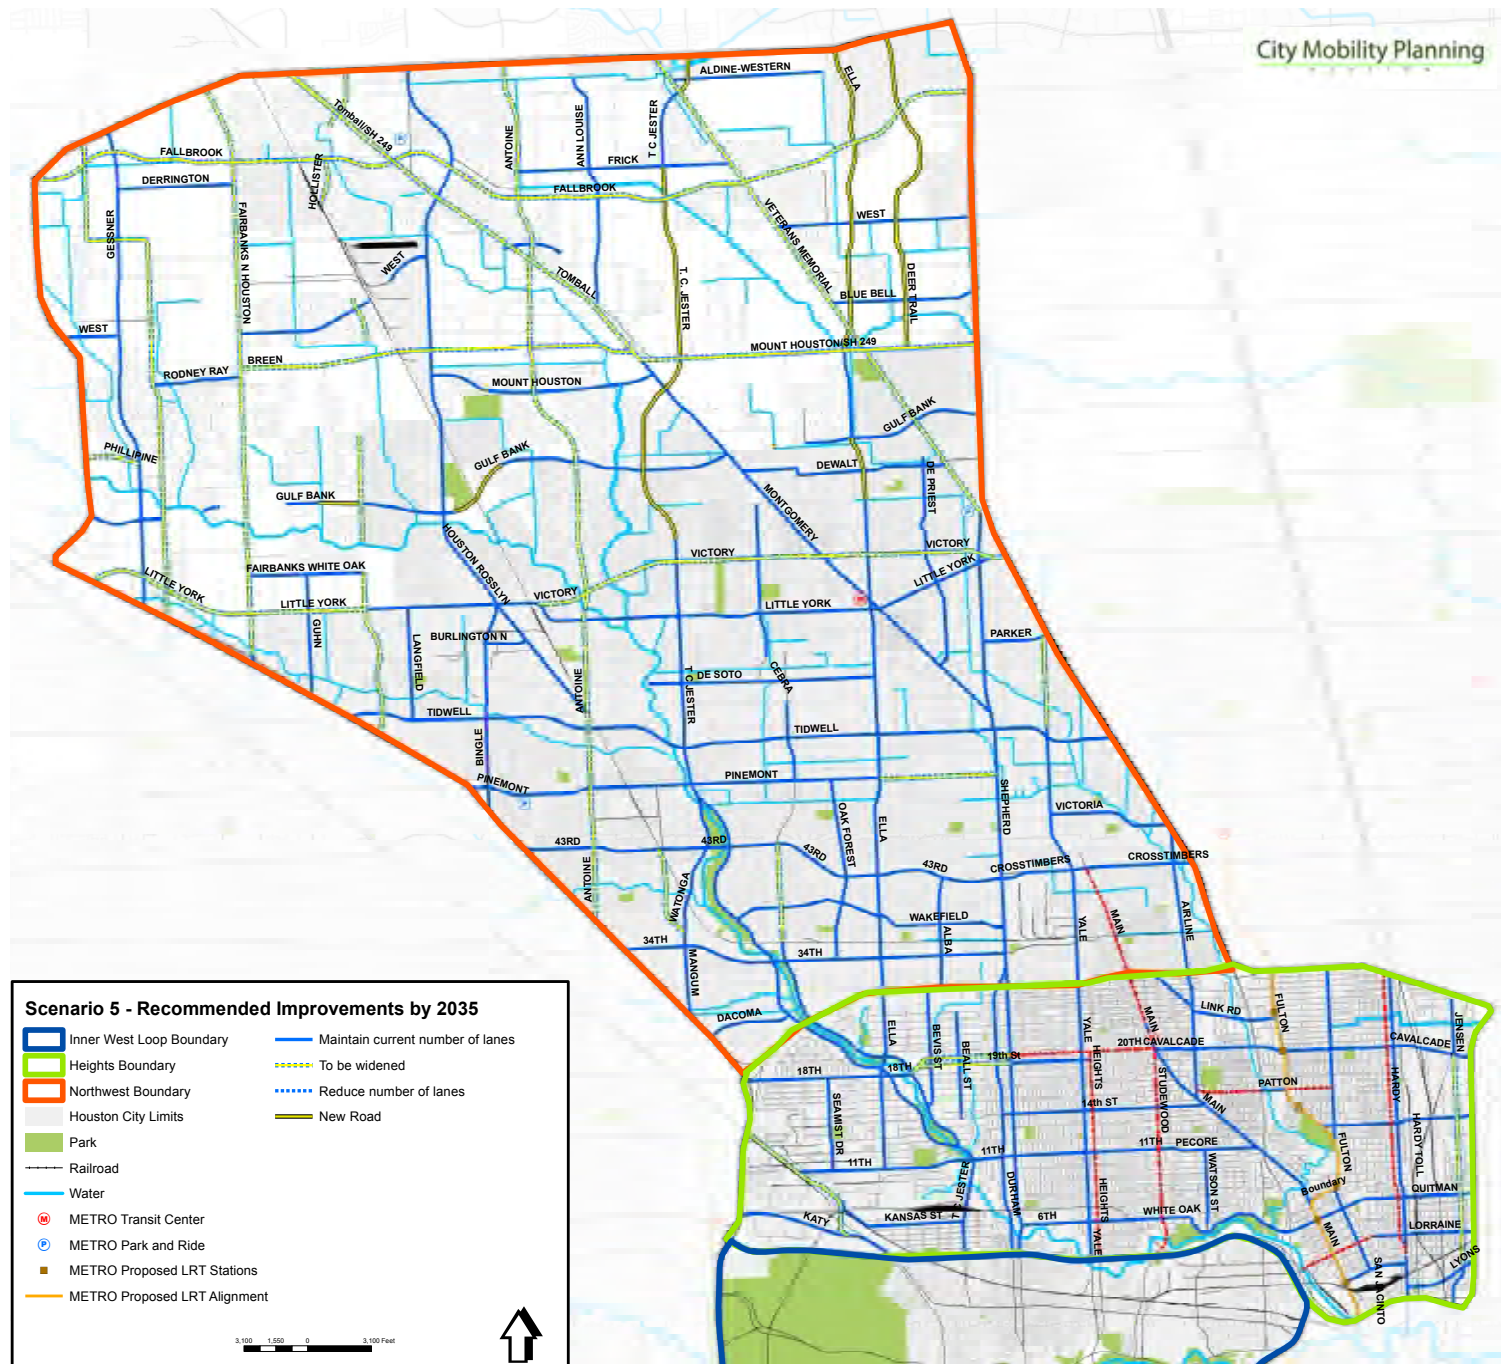 City Mobility Planning
ALDINE-WESTERN
ELLA
Tomball/SH 249
ANTOINE
ANN LOUISE
T C JESTER
FALLBROOK
FRICK
HOLLISTER
DERRINGTON
FALLBROOK
VETERANS MEMORIAL
WEST
GESSNER
FAIRBANKS N HOUSTON
WEST
TOMBALL
T. C. JESTER
DEER TRAIL
BLUE BELL
WEST
BREEN
MOUNT HOUSTON/SH 249
RODNEY RAY
MOUNT HOUSTON
GULF BANK
PHILLIPINE
GULF BANK
DEWALT
DE PRIEST
GULF BANK
MONTGOMERY
HOUSTON ROSSLYN
VICTORY
VICTORY
FAIRBANKS WHITE OAK
LITTLE YORK
LITTLE YORK
VICTORY
LITTLE YORK
LITTLE YORK
GUHN
BURLINGTON N
PARKER
LANGFIELD
ANTOINE
T C JESTER
DE SOTO
CEBRA
TIDWELL
TIDWELL
BINGLE
PINEMONT
PINEMONT
SHEPHERD
OAK FOREST
ELLA
VICTORIA
43RD
43RD
43RD
43RD
CROSSTIMBERS
CROSSTIMBERS
ANTOINE
WATONGA
WAKEFIELD
ALBA
YALE
MAIN
AIRLINE
34TH
34TH
MANGUM
DACOMA
ELLA
BEVIS ST
BEALL ST
YALE
MAIN
LINK RD
FULTON
JENSEN
19th St
20TH
CAVALCADE
CAVALCADE
18TH
18TH
HEIGHTS
STUDEWOOD
PATTON
HARDY
SEAMIST DR
14th ST
MAIN
HARDY TOLL
11TH
11TH
11TH
PECORE
FULTON
T C JESTER
DURHAM
HEIGHTS
WATSON ST
Boundary
QUITMAN
KATY
KANSAS ST
6TH
WHITE OAK
MAIN
LORRAINE
YALE
LYONS
SAN JACINTO
Scenario 5 - Recommended Improvements by 2035
Inner West Loop Boundary
Maintain current number of lanes
Heights Boundary
To be widened
Northwest Boundary
Reduce number of lanes
Houston City Limits
New Road
Park
Railroad
Water
M METRO Transit Center
P METRO Park and Ride
METRO Proposed LRT Stations
METRO Proposed LRT Alignment
3,100 1,550 0 3,100 Feet